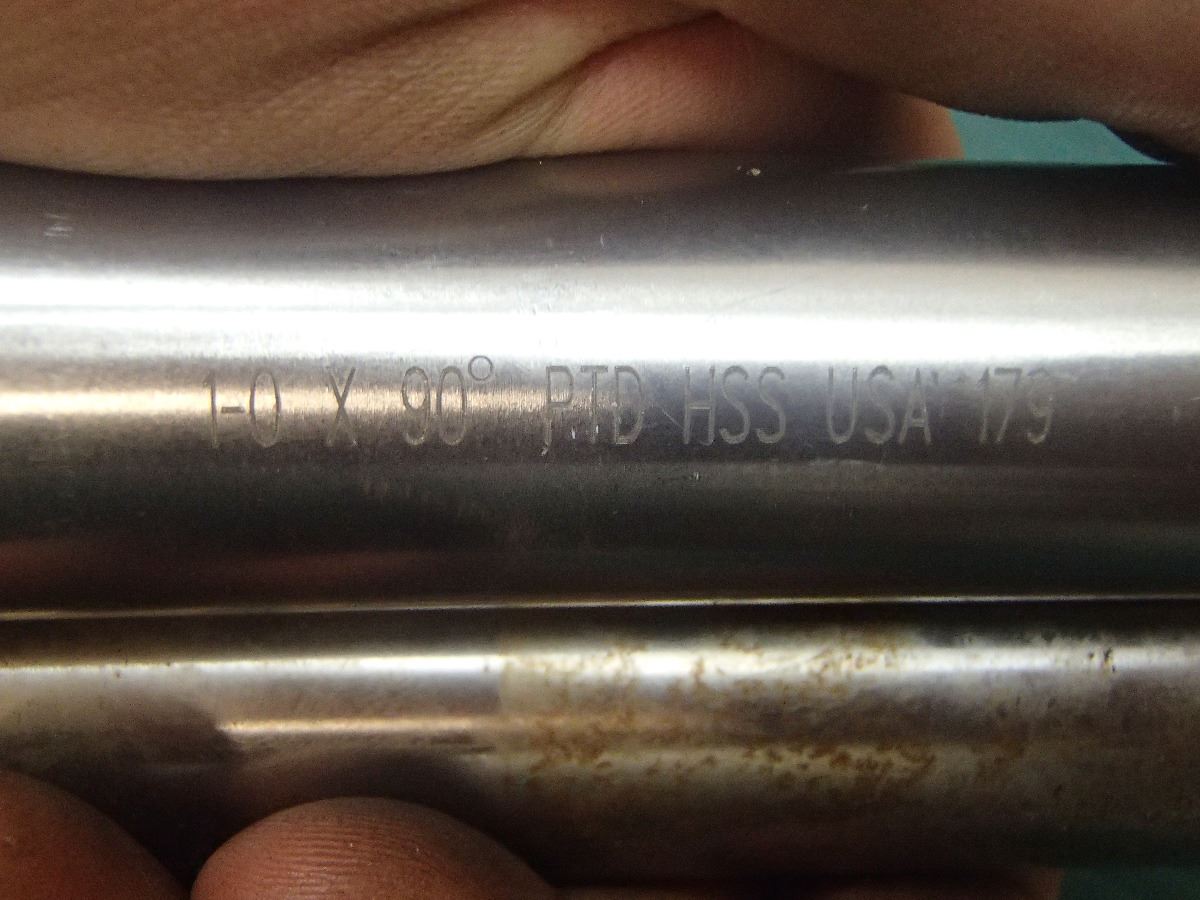 1-0 X 90° PTD HSS USA 179